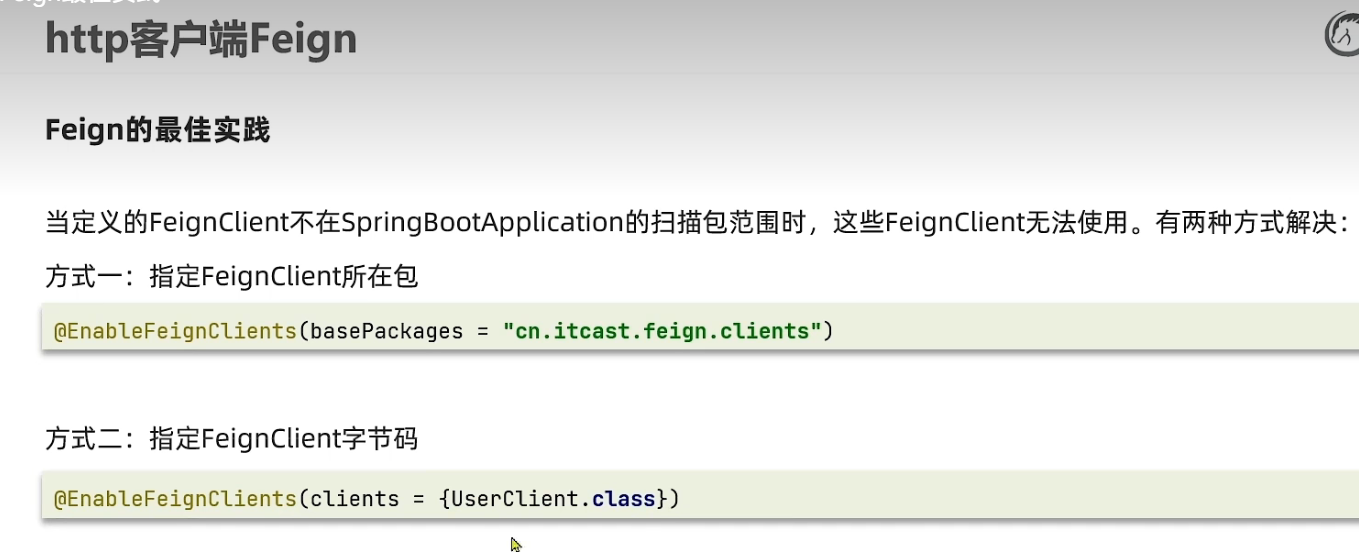 http客户端Feign
Feign的最佳实践
当定义的FeignClient不在SpringBootApplication的扫描包范围时，这些FeignClient无法使用。有两种方式解决：
方式一：指定FeignClient所在包
@EnableFeignClients(basePackages = "cn.itcast.feign.clients")
方式二：指定FeignClient字节码
@EnableFeignClients(clients = {UserClient.class})